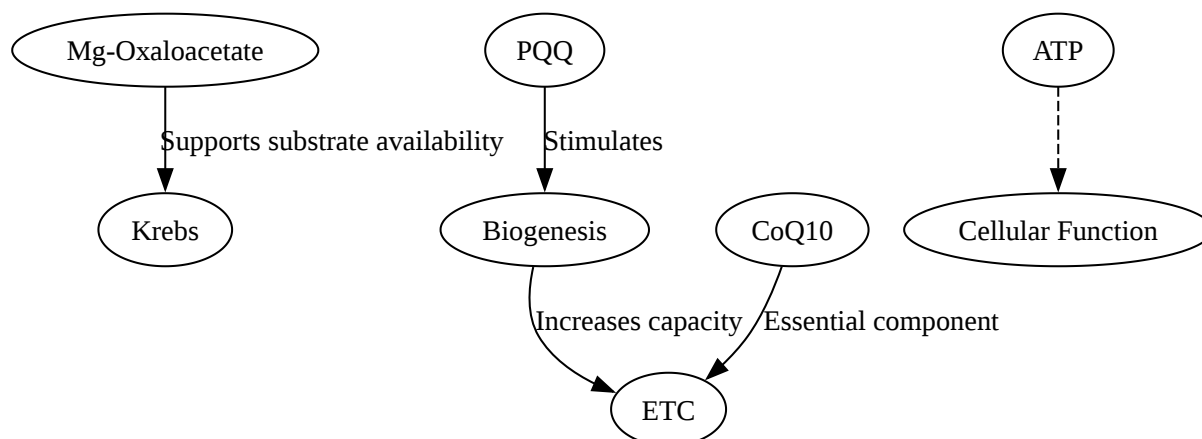 Mg-Oxaloacetate
PQQ
ATP
Supports substrate availability
Stimulates
Krebs
Biogenesis
CoQ10
Cellular Function
Increases capacity
Essential component
ETC